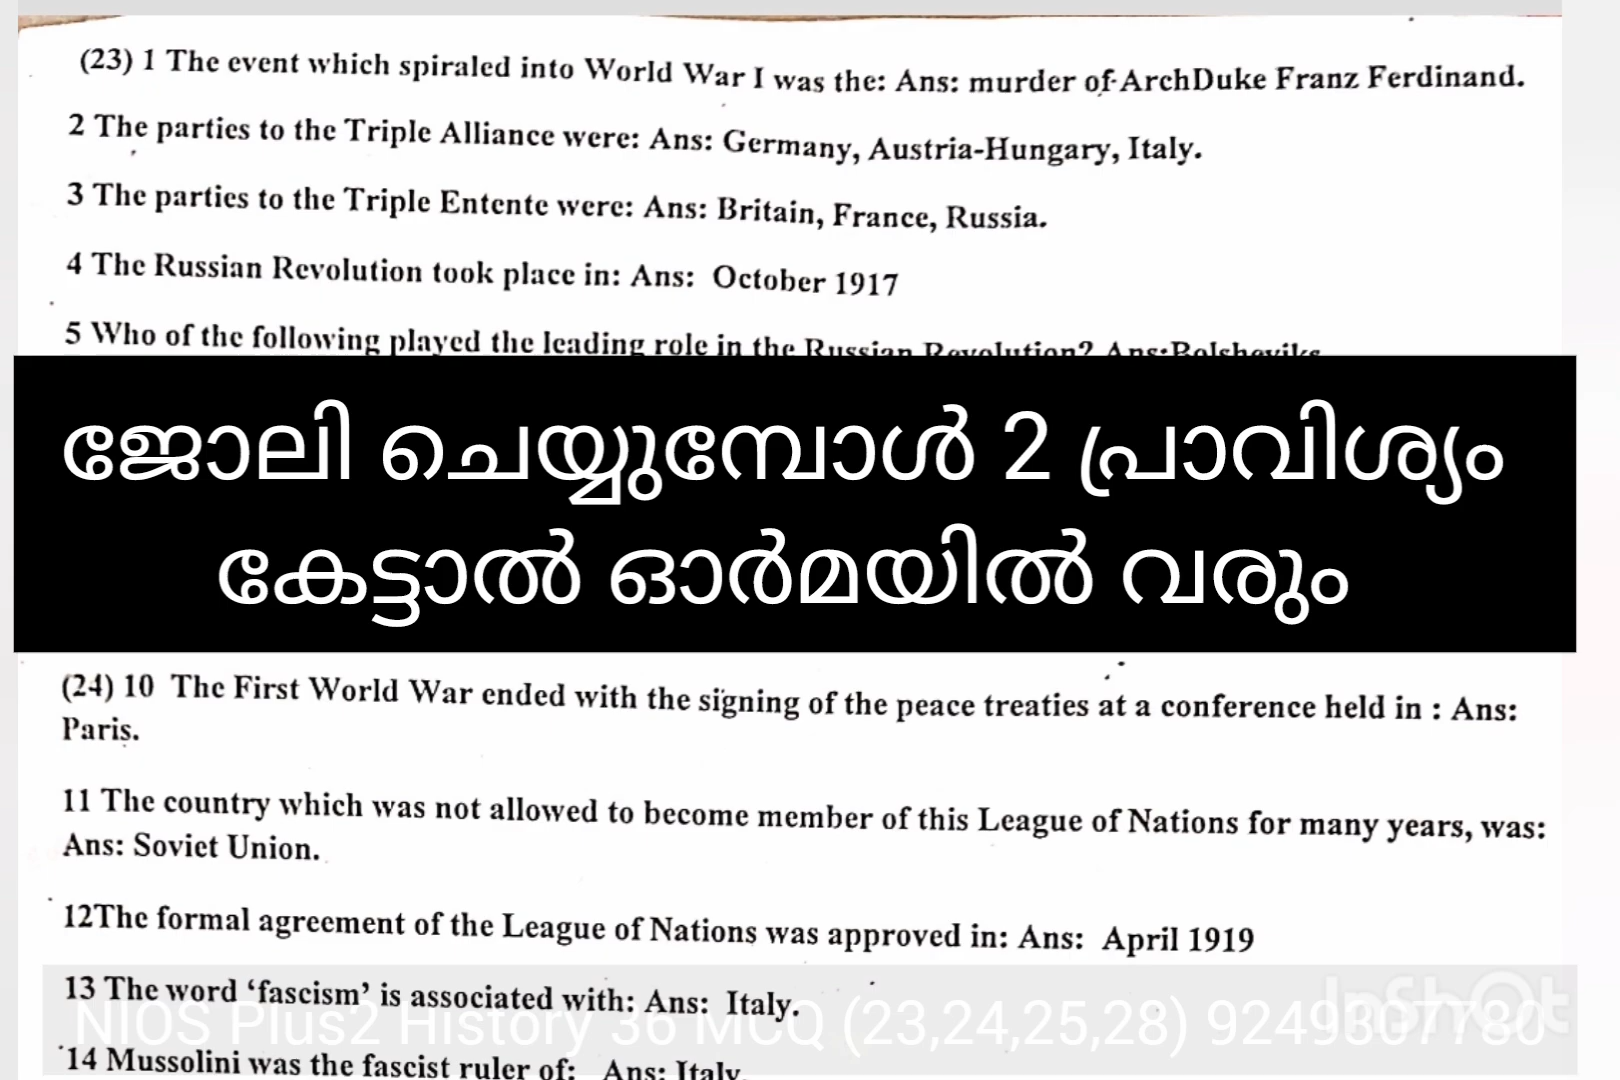 (23) 1 The event which spiraled into World War I was the: Ans: murder of ArchDuke Franz Ferdinand.
2 The parties to the Triple Alliance were: Ans: Germany, Austria-Hungary, Italy.
3 The parties to the Triple Entente were: Ans: Britain, France, Russia.
4 The Russian Revolution took place in: Ans: October 1917
5 Who of the following played the leading role in the Russian Revolution? Ans:Bolsheviks
ജോലി ചെയ്യുമ്പോൾ 2 പ്രാവിശ്യം
കേട്ടാൽ ഓർമയിൽ വരും
(24) 10 The First World War ended with the signing of the peace treaties at a conference held in : Ans:
Paris.
11 The country which was not allowed to become member of this League of Nations for many years, was:
Ans: Soviet Union.
12The formal agreement of the League of Nations was approved in: Ans: April 1919
13 The word ‘fascism’ is associated with: Ans: Italy.
InShOt
NIOS Plus2 History 36 MCQ (23,24,25,28) 9249867780
14 Mussolini was the fascist ruler of: Ans: Italy.